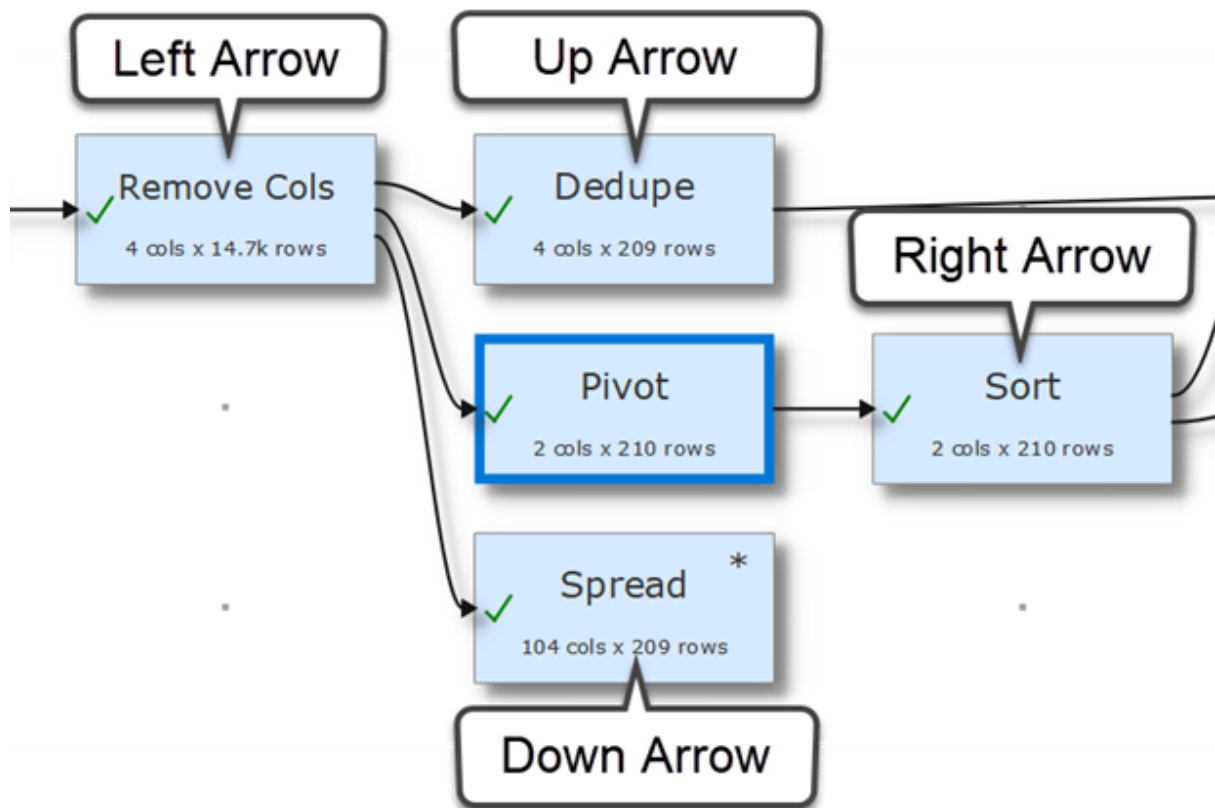 Left Arrow
Up Arrow
Remove Cols
4 cols x 14.7k rows
Dedupe
4 cols x 209 rows
Right Arrow
Pivot
2 cols x 210 rows
Sort
2 cols x 210 rows
Spread
*
104 cols x 209 rows
Down Arrow